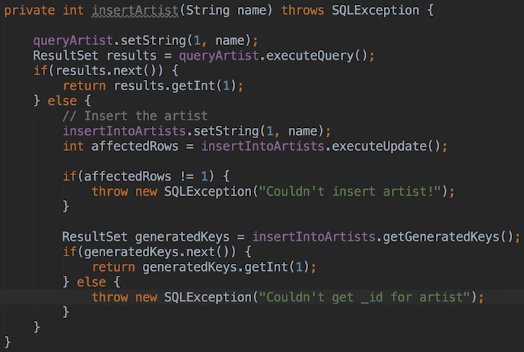 private int insertArtist(String name) throws SQLException {
queryArtist.setString(1, name);
ResultSet results = queryArtist.executeQuery();
if(results.next()) {
return results.getInt(1);
} else {
// Insert the artist
insertIntoArtists.setString(1, name);
int affectedRows = insertIntoArtists.executeUpdate();
if(affectedRows != 1) {
throw new SQLException("Couldn't insert artist!");
}
ResultSet generatedKeys = insertIntoArtists.getGeneratedKeys();
if(generatedKeys.next()) {
return generatedKeys.getInt(1);
} else {
throw new SQLException("Couldn't get _id for artist");
}
}
}